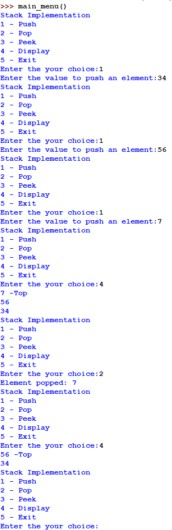 >>> main_menu()
Stack Implementation
1 - Push
2 - Pop
3 - Peek
4 - Display
5 - Exit
Enter the your choice:1
Enter the value to push an element:34
Stack Implementation
1 - Push
2 - Pop
3 - Peek
4 - Display
5 - Exit
Enter the your choice:1
Enter the value to push an element:56
Stack Implementation
1 - Push
2 - Pop
3 - Peek
4 - Display
5 - Exit
Enter the your choice:1
Enter the value to push an element:7
Stack Implementation
1 - Push
2 - Pop
3 - Peek
4 - Display
5 - Exit
Enter the your choice:4
7 -Top
56
34
Stack Implementation
1 - Push
2 - Pop
3 - Peek
4 - Display
5 - Exit
Enter the your choice:2
Element popped: 7
Stack Implementation
1 - Push
2 - Pop
3 - Peek
4 - Display
5 - Exit
Enter the your choice:4
56 -Top
34
Stack Implementation
1 - Push
2 - Pop
3 - Peek
4 - Display
5 - Exit
Enter the your choice: